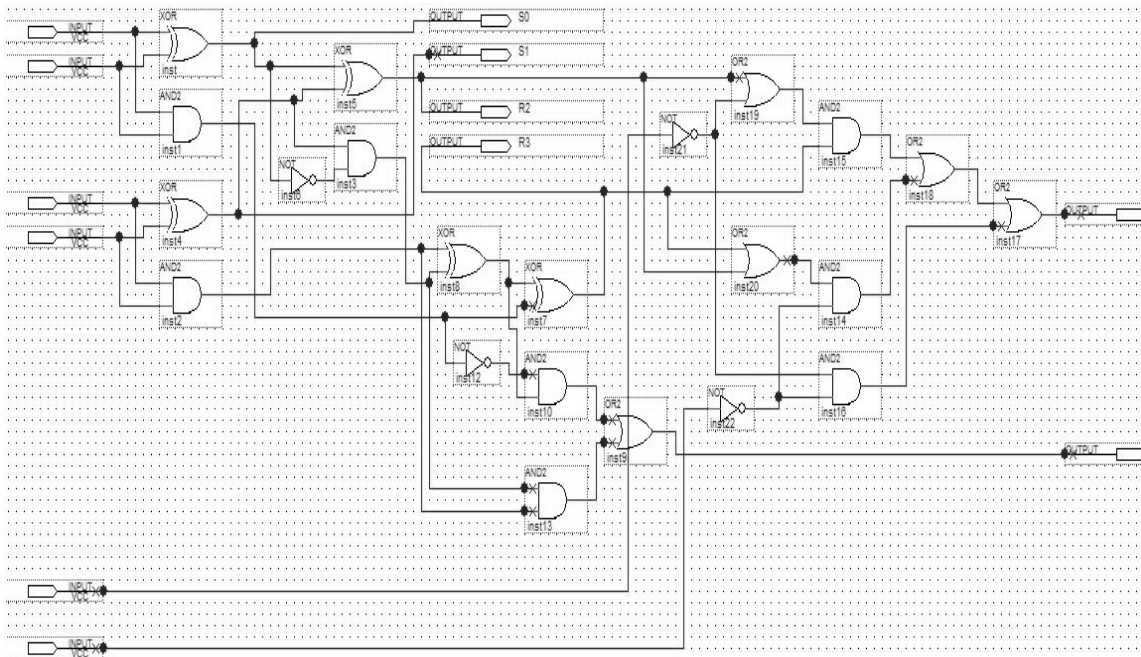 XOR
OUTPUT
S0
INPUT
VCC
inst
OUTPUT
S1
INPUT
VCC
XOR
OR2
AND2
inst5
OUTPUT
R2
inst19
AND2
inst1
AND2
OUTPUT
R3
NOT
inst21
OR2
NOT
inst15
inst6
inst3
AND2
XOR
inst18
OR2
INPUT
VCC
INPUT
VCC
inst4
XOR
OR2
inst17
OUTPUT
AND2
inst8
XOR
inst20
AND2
inst2
inst7
inst14
NOT
AND2
AND2
inst12
NOT
inst10
OR2
inst22
inst16
inst9
OUTPUT
AND2
inst13
INPUT
VCC
INPUT
VCC